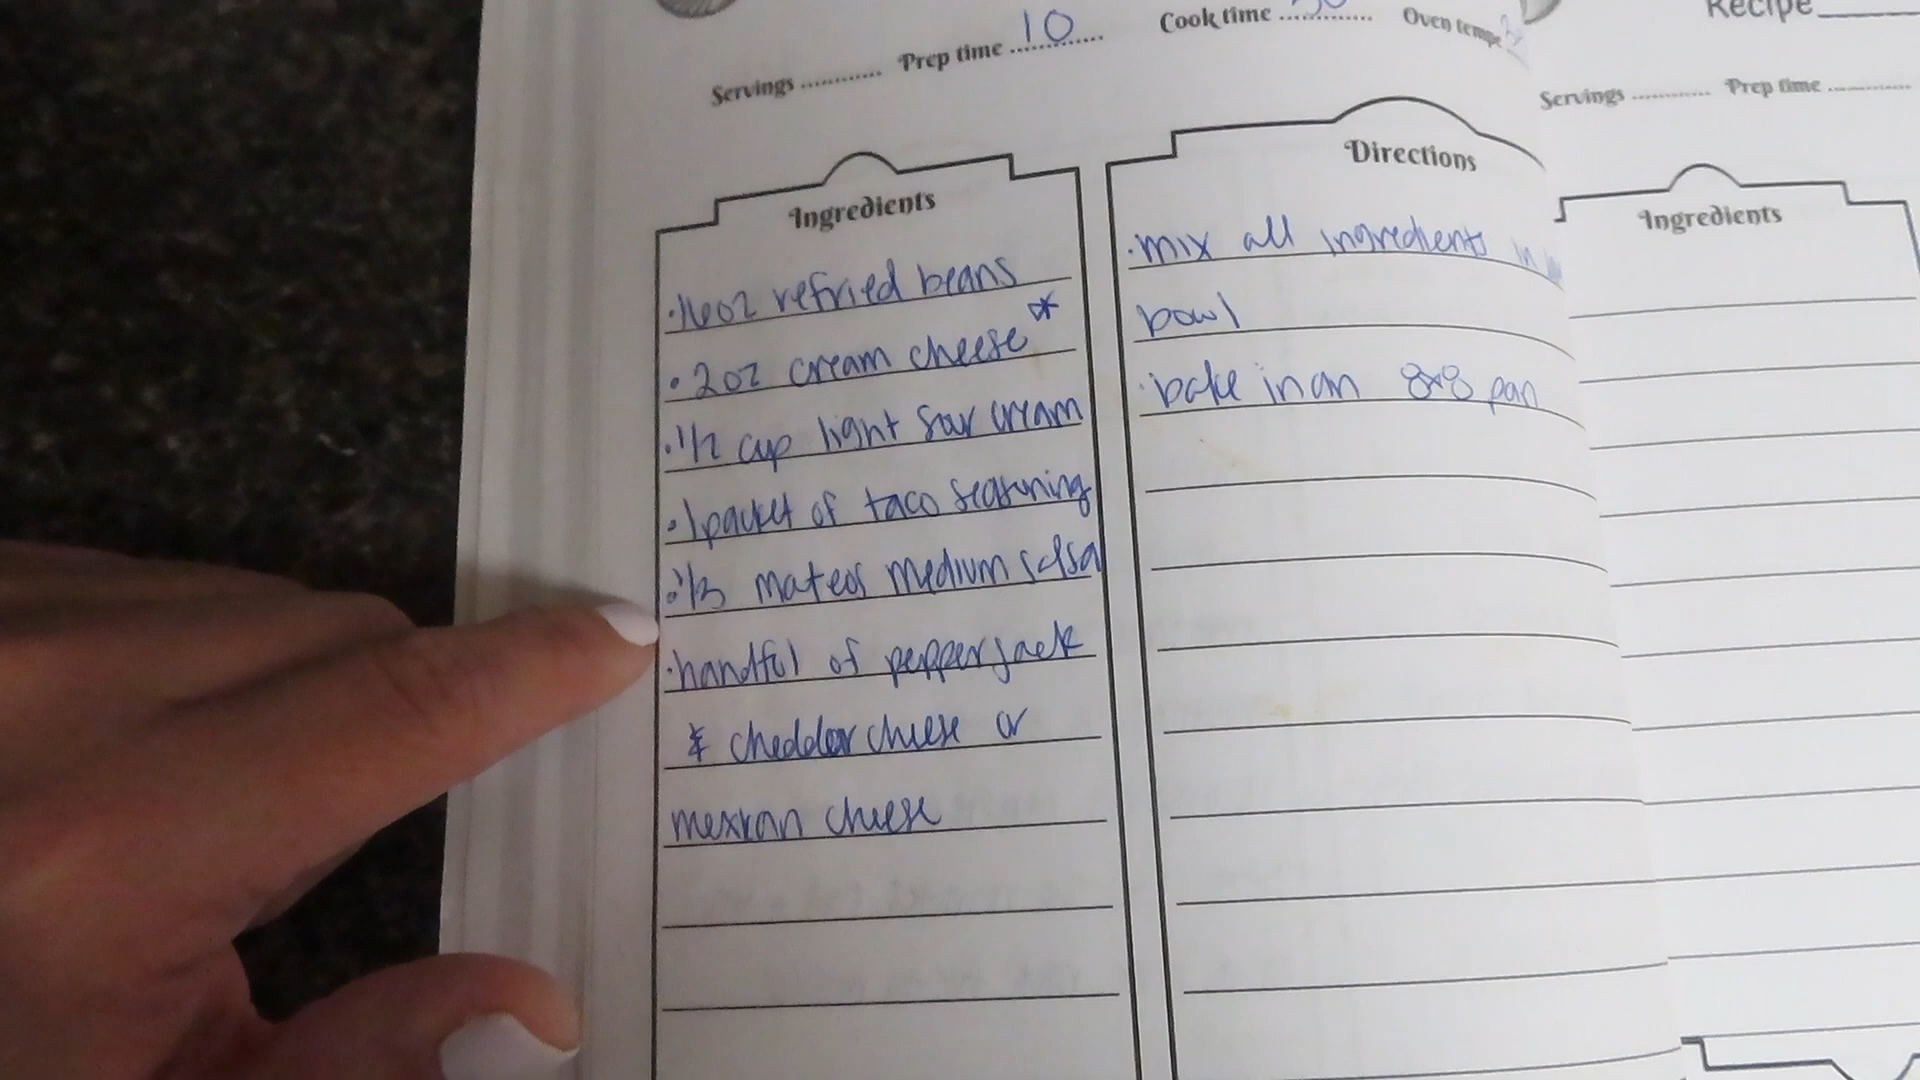 Servings ............ Prep time 10 Cook time ............ Oven temp
Ingredients
·16oz refried beans
·2oz cream cheese*
·1/2 cup light sour cream
·1 packet of taco seasoning
·1/3 mateos medium salsa
·handful of pepperjack
& cheddar cheese or
mexican cheese
Directions
·mix all ingredients in
bowl
·bake in an 8x8 pan
Recipe
Servings ............ Prep time ............
Ingredients